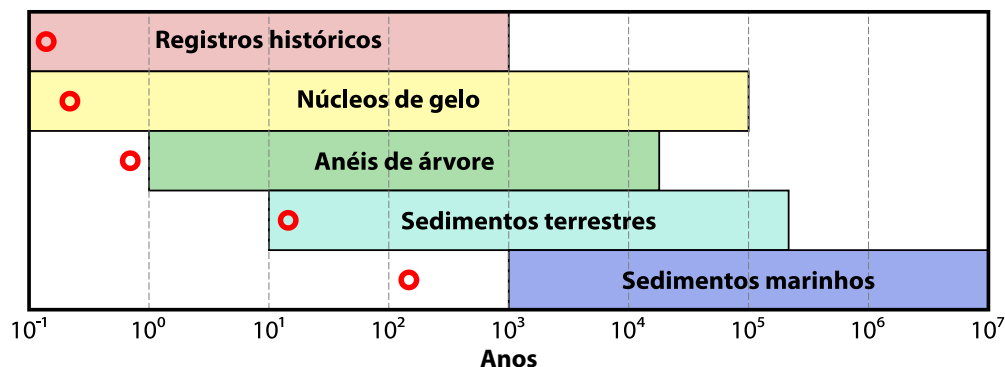 Registros históricos
Núcleos de gelo
Anéis de árvore
Sedimentos terrestres
Sedimentos marinhos
10⁻¹ 10⁰ 10¹ 10² 10³ 10⁴ 10⁵ 10⁶ 10⁷
Anos